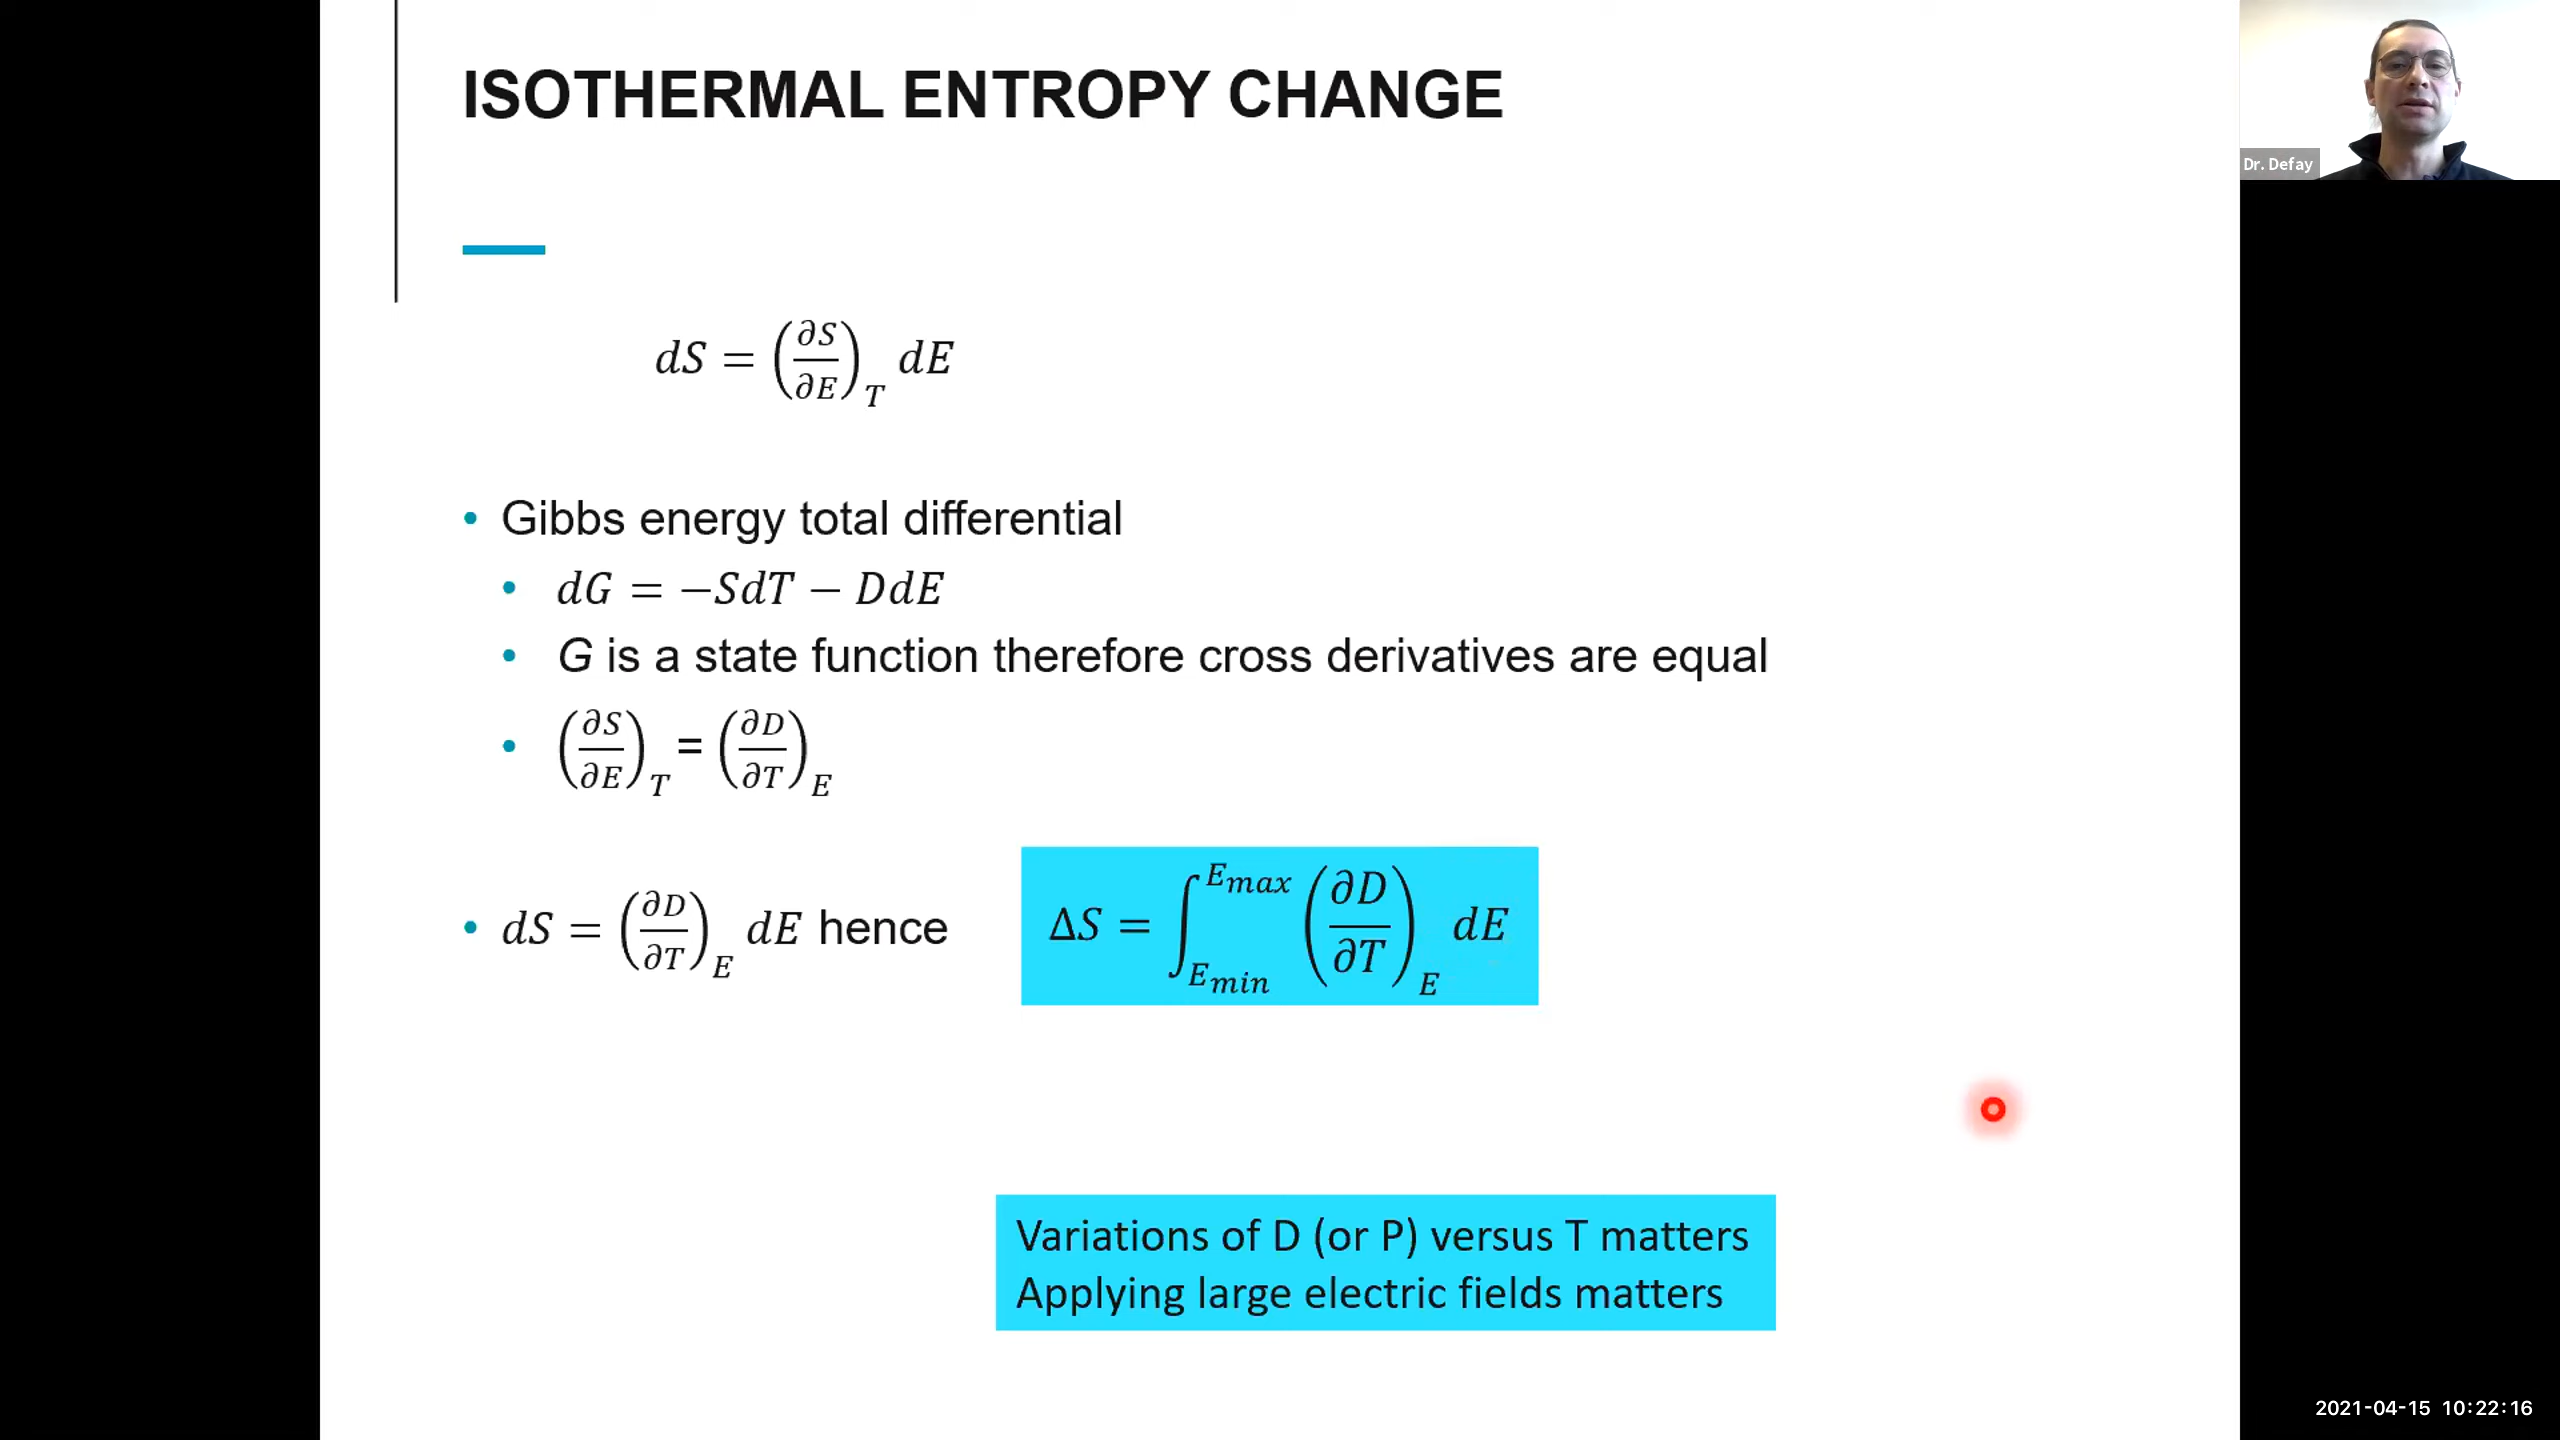 ISOTHERMAL ENTROPY CHANGE
Dr. Defay
dS = (∂S/∂E)_T dE
• Gibbs energy total differential
• dG = −SdT − DdE
• G is a state function therefore cross derivatives are equal
• (∂S/∂E)_T = (∂D/∂T)_E
• dS = (∂D/∂T)_E dE hence
ΔS = ∫_{Emin}^{Emax} (∂D/∂T)_E dE
Variations of D (or P) versus T matters
Applying large electric fields matters
2021-04-15 10:22:16